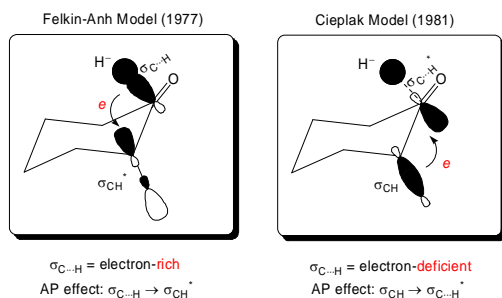 Felkin-Anh Model (1977)
H⁻
σC···H
O
e
σCH*
σC···H = electron-rich
AP effect: σC···H → σCH*
Cieplak Model (1981)
H⁻
σC···H*
O
σCH
e
σC···H = electron-deficient
AP effect: σCH → σC···H*